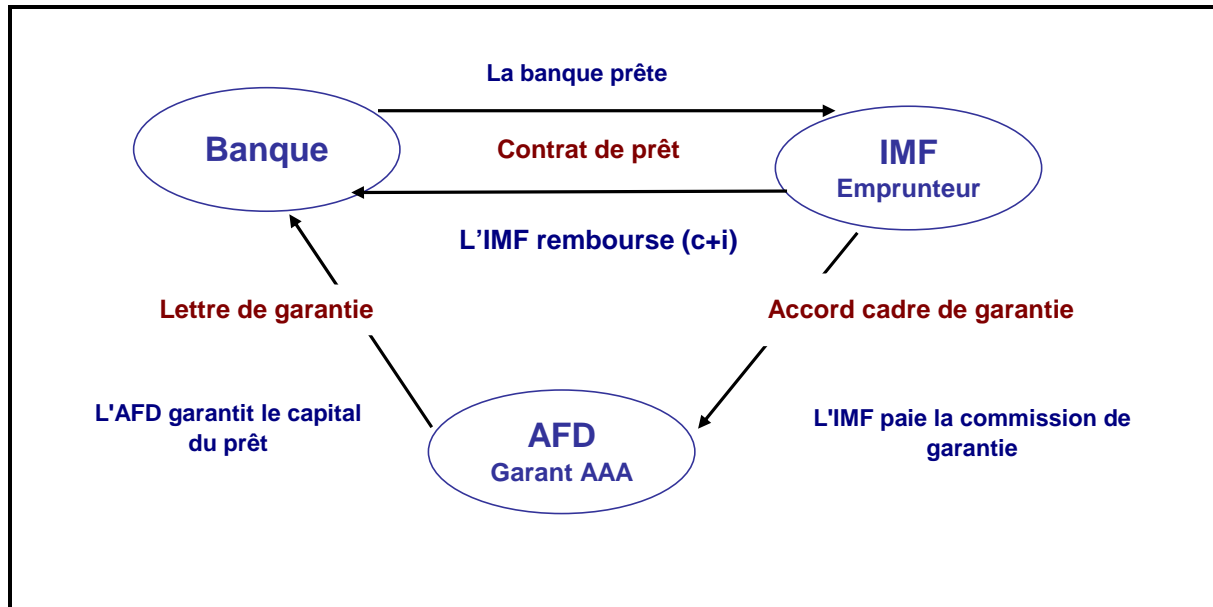 La banque prête
Banque
Contrat de prêt
IMF
Emprunteur
L’IMF rembourse (c+i)
Lettre de garantie
Accord cadre de garantie
L'AFD garantit le capital
du prêt
AFD
Garant AAA
L'IMF paie la commission de
garantie